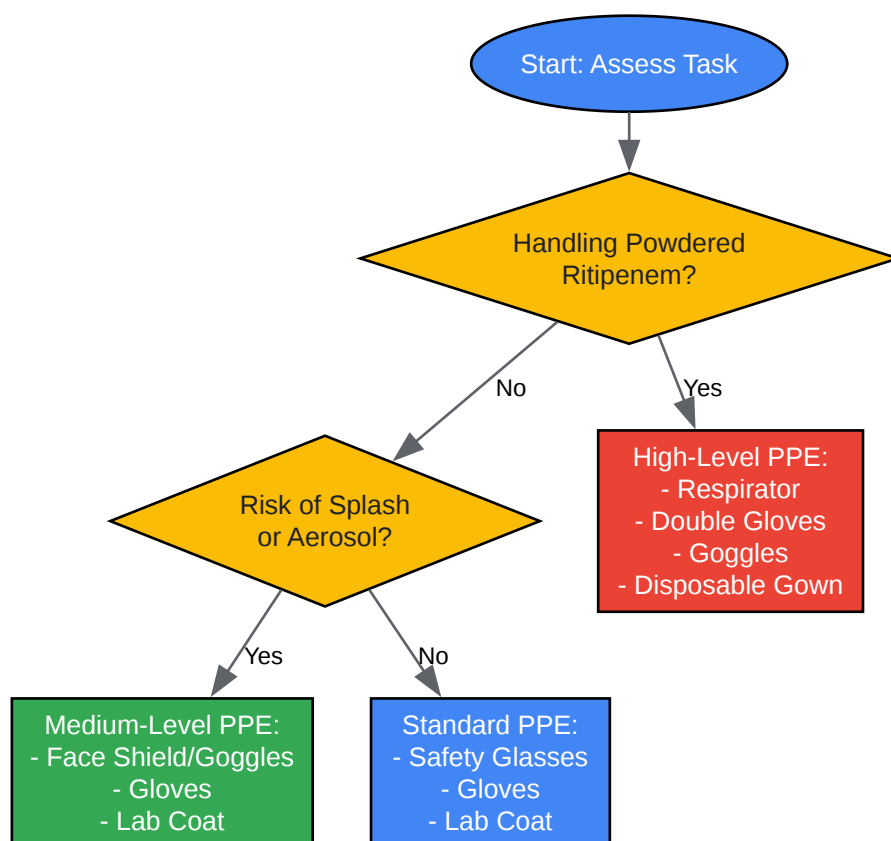 Start: Assess Task
Handling Powdered
Ritipenem?
No
Yes
High-Level PPE:
- Respirator
- Double Gloves
- Goggles
- Disposable Gown
Risk of Splash
or Aerosol?
Yes
No
Medium-Level PPE:
- Face Shield/Goggles
- Gloves
- Lab Coat
Standard PPE:
- Safety Glasses
- Gloves
- Lab Coat